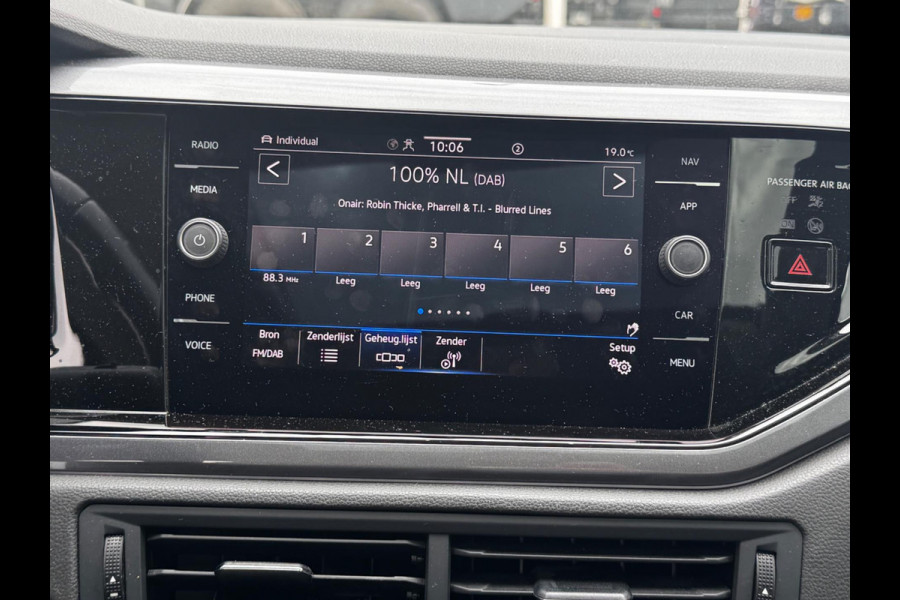 RADIO
MEDIA
PHONE
VOICE
Individual
10:06
2
19.0°C
<
100% NL (DAB)
>
Onair: Robin Thicke, Pharrell & T.I. - Blurred Lines
1 2 3 4 5 6
88.3 MHz Leeg Leeg Leeg Leeg Leeg
Bron
FM/DAB
Zenderlijst
Geheug.lijst
Zender
Setup
NAV
APP
CAR
MENU
PASSENGER AIR BAG